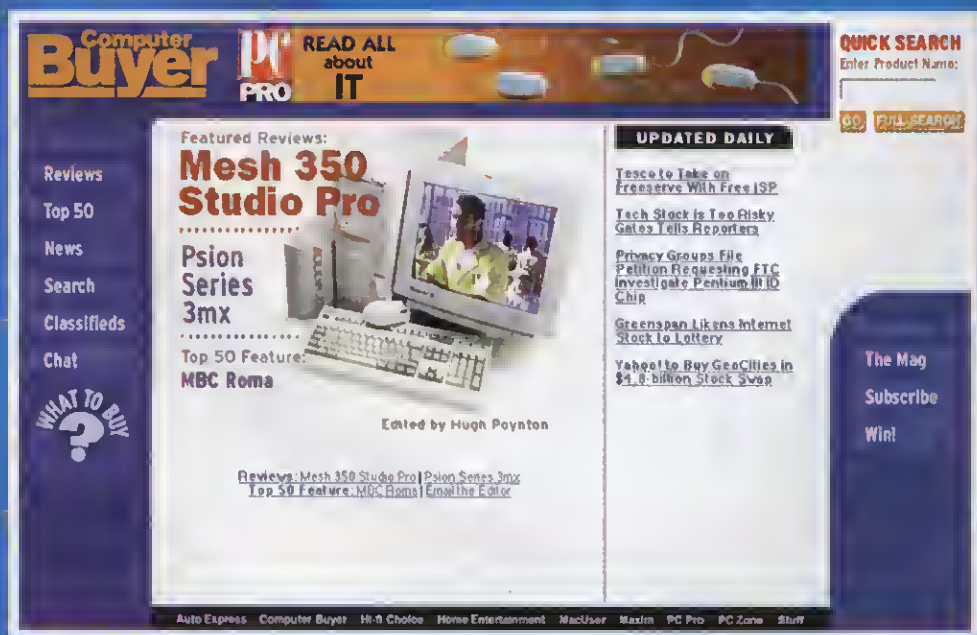 Computer
Buyer
PC
PRO
READ ALL
about
IT
QUICK SEARCH
Enter Product Name:
GO FULL SEARCH
Reviews
Top 50
News
Search
Classifieds
Chat
WHAT TO BUY
?
Featured Reviews:
Mesh 350
Studio Pro
Psion
Series
3mx
Top 50 Feature:
MBC Roma
Edited by Hugh Poynton
Reviews: Mesh 350 Studio Pro | Psion Series 3mx
Top 50 Feature: MBC Roma | Email the Editor
UPDATED DAILY
Tesco to Take on
Freeserve With Free ISP
Tech Stock is Too Risky
Gates Tells Reporters
Privacy Groups File
Petition Requesting FTC
Investigate Pentium III ID
Chip
Greenspan Likens Internet
Stock to Lottery
Yahoo! to Buy GeoCities in
$4.8-billion Stock Swap
The Mag
Subscribe
Win!
Auto Express Computer Buyer Hi-fi Choice Home Entertainment MacUser Maxim PC Pro PC Zone Stuff